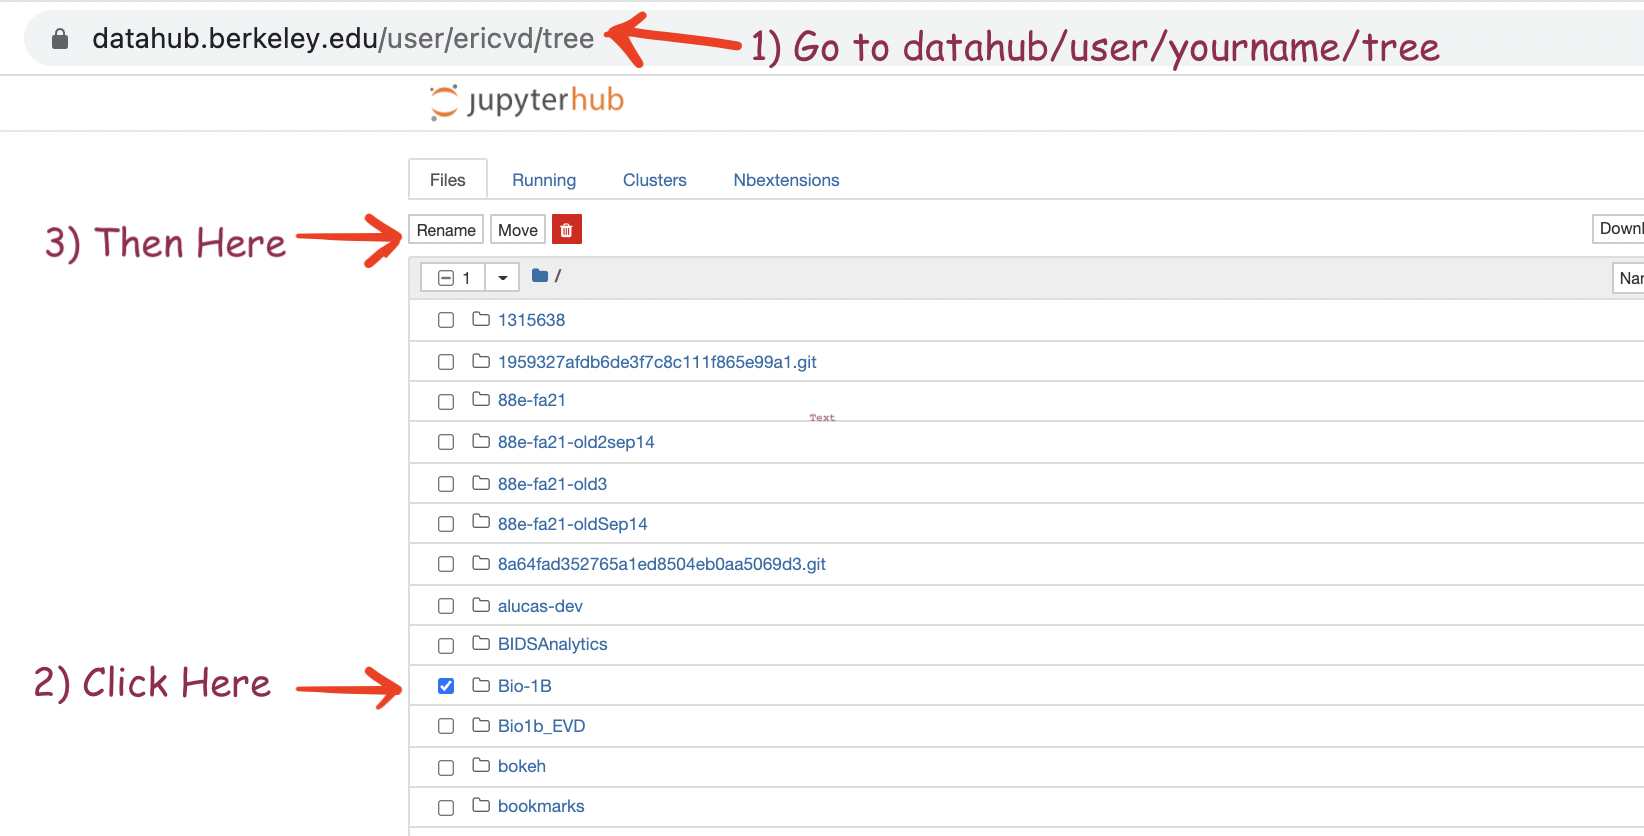 datahub.berkeley.edu/user/ericvd/tree
1) Go to datahub/user/yourname/tree
jupyterhub
Files Running Clusters Nbextensions
3) Then Here
Rename Move
Downl
1 /
Nar
1315638
1959327afdb6de3f7c8c111f865e99a1.git
88e-fa21
Text
88e-fa21-old2sep14
88e-fa21-old3
88e-fa21-oldSep14
8a64fad352765a1ed8504eb0aa5069d3.git
alucas-dev
BIDSAnalytics
2) Click Here
Bio-1B
Bio1b_EVD
bokeh
bookmarks